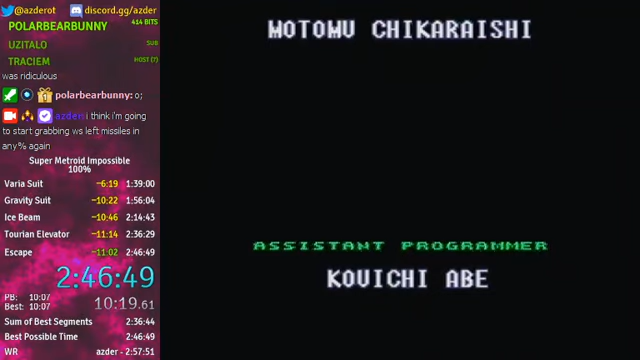 @azderot
discord.gg/azder
POLARBEARBUNNY
414 BITS
UZITALO
SUB
TRACIEM
HOST (7)
was ridiculous
polarbearbunny: o;
azder: i think i'm going
to start grabbing ws left missiles in
any% again
Super Metroid Impossible
100%
Varia Suit −6:19 1:39:00
Gravity Suit −10:22 1:56:04
Ice Beam −10:46 2:14:43
Tourian Elevator −11:14 2:36:29
Escape −11:02 2:46:49
2:46:49
PB: 10:07
Best: 10:07
10:19.61
Sum of Best Segments 2:36:44
Best Possible Time 2:46:49
WR azder - 2:57:51
MOTOMU CHIKARAISHI
ASSISTANT PROGRAMMER
KOUICHI ABE